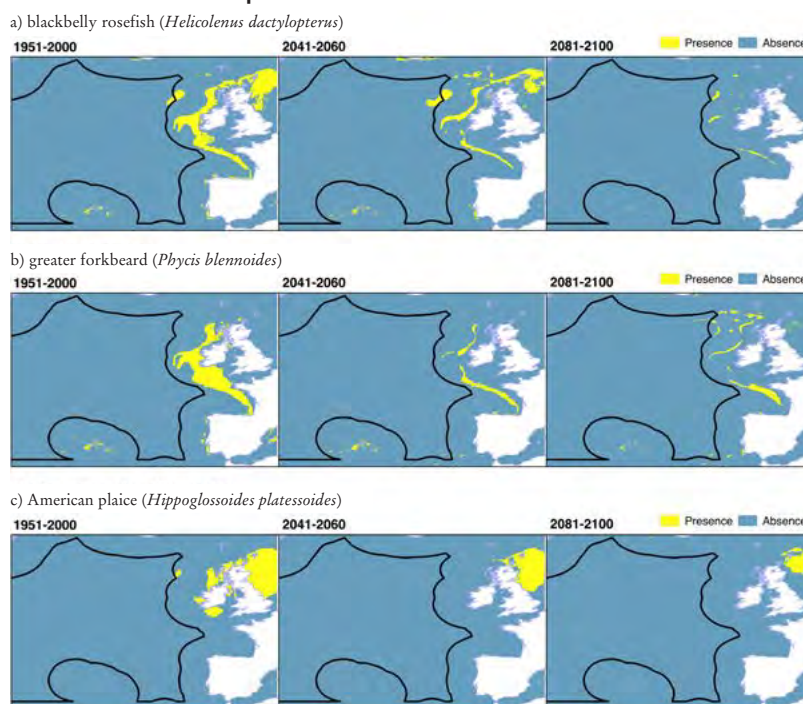 a) blackbelly rosefish (Helicolenus dactylopterus)
1951-2000 2041-2060 2081-2100 Presence Absence
b) greater forkbeard (Phycis blennoides)
1951-2000 2041-2060 2081-2100 Presence Absence
c) American plaice (Hippoglossoides platessoides)
1951-2000 2041-2060 2081-2100 Presence Absence